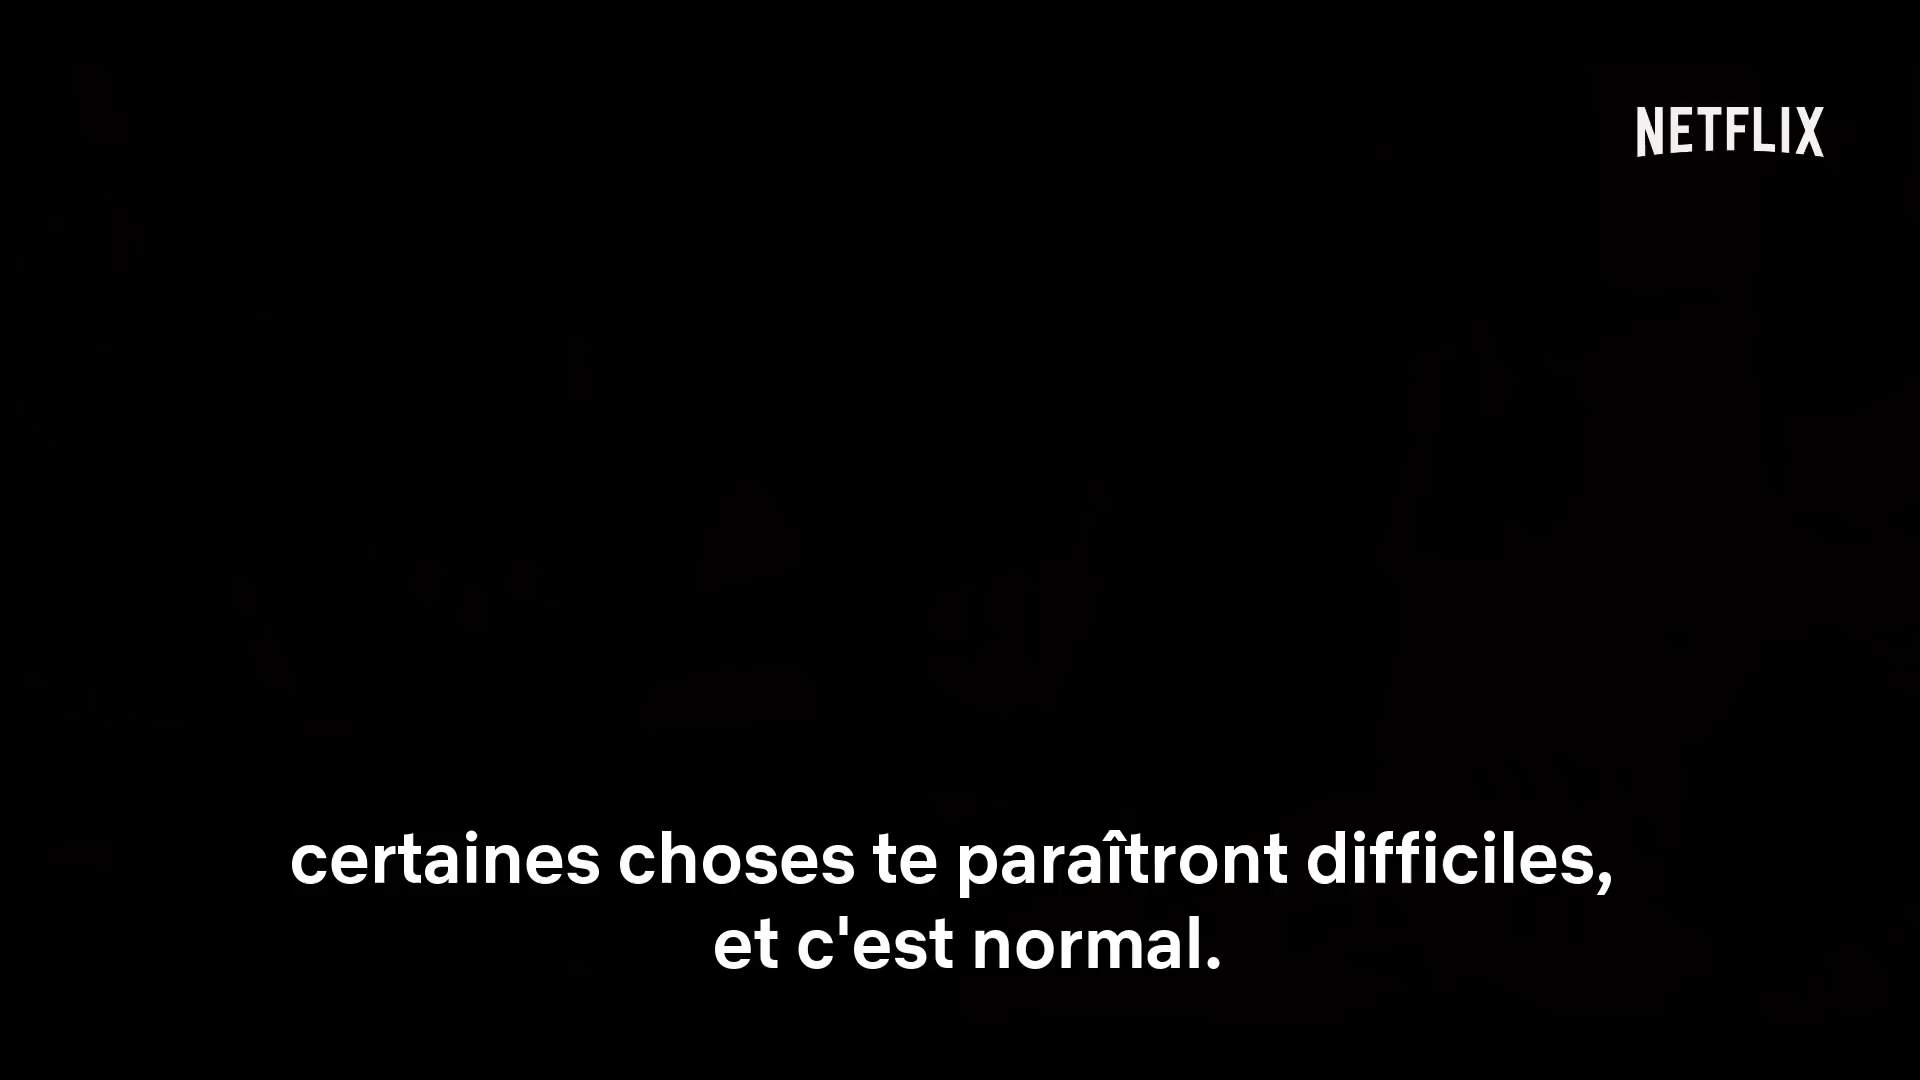 NETFLIX
certaines choses te paraîtront difficiles,
et c'est normal.